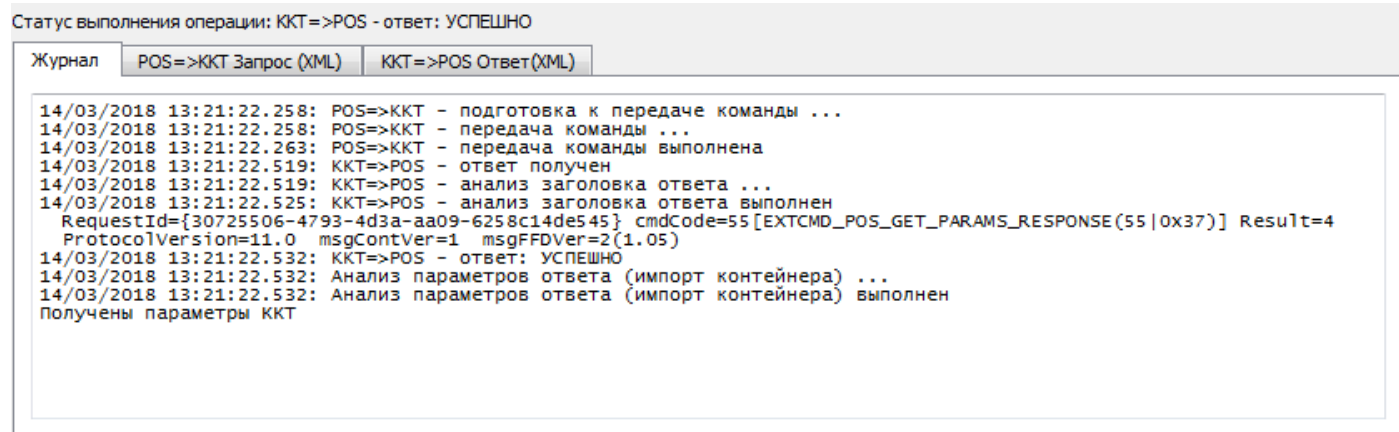 Статус выполнения операции: ККТ=>POS - ответ: УСПЕШНО
Журнал
POS=>ККТ Запрос (XML)
ККТ=>POS Ответ(XML)
14/03/2018 13:21:22.258: POS=>ККТ - подготовка к передаче команды ...
14/03/2018 13:21:22.258: POS=>ККТ - передача команды ...
14/03/2018 13:21:22.263: POS=>ККТ - передача команды выполнена
14/03/2018 13:21:22.519: ККТ=>POS - ответ получен
14/03/2018 13:21:22.519: ККТ=>POS - анализ заголовка ответа ...
14/03/2018 13:21:22.525: ККТ=>POS - анализ заголовка ответа выполнен
RequestId={30725506-4793-4d3a-aa09-6258c14de545} cmdCode=55[EXTCMD_POS_GET_PARAMS_RESPONSE(55|0x37)] Result=4
ProtocolVersion=11.0 msgContVer=1 msgFFDVer=2(1.05)
14/03/2018 13:21:22.532: ККТ=>POS - ответ: УСПЕШНО
14/03/2018 13:21:22.532: Анализ параметров ответа (импорт контейнера) ...
14/03/2018 13:21:22.532: Анализ параметров ответа (импорт контейнера) выполнен
Получены параметры ККТ